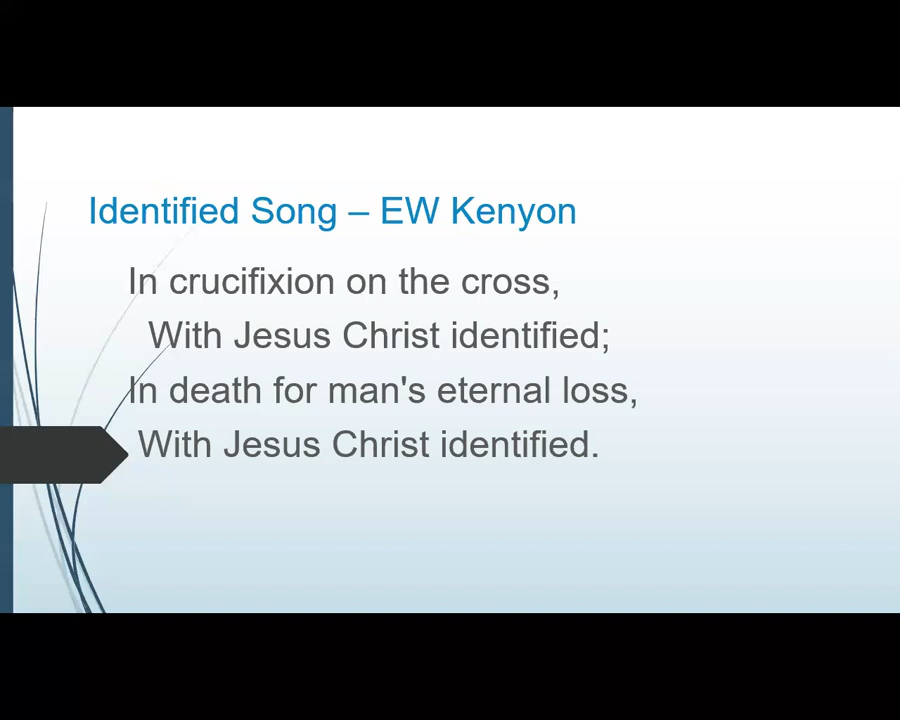 Identified Song – EW Kenyon
In crucifixion on the cross,
With Jesus Christ identified;
In death for man's eternal loss,
With Jesus Christ identified.